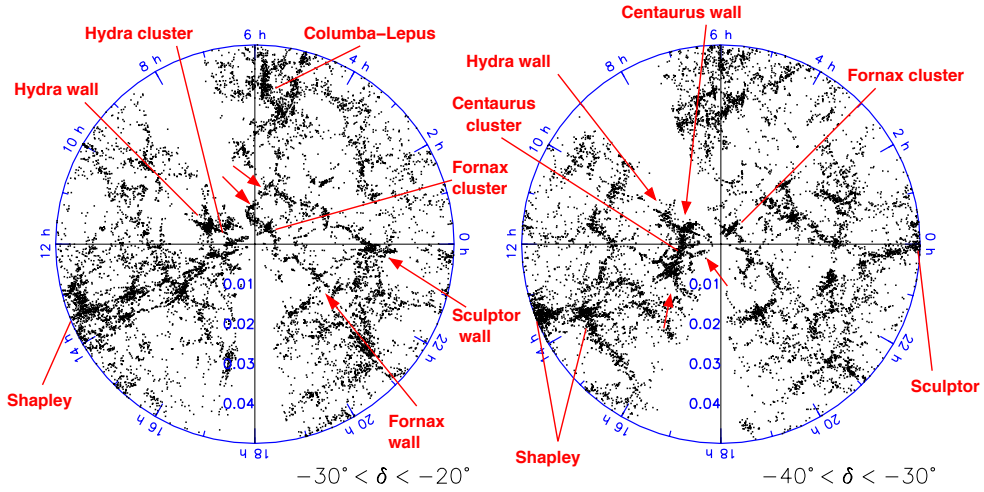 6 h
Columba–Lepus
Hydra cluster
8 h
4 h
Hydra wall
10 h
2 h
Fornax
cluster
12 h
0 h
0.01
0.02
0.03
0.04
Sculptor
wall
14 h
22 h
Shapley
Fornax
wall
16 h
20 h
18 h
−30° < δ < −20°
Centaurus wall
6 h
Hydra wall
8 h
4 h
Fornax cluster
Centaurus
cluster
10 h
2 h
12 h
0 h
0.01
0.02
0.03
0.04
14 h
22 h
Sculptor
Shapley
16 h
20 h
18 h
−40° < δ < −30°